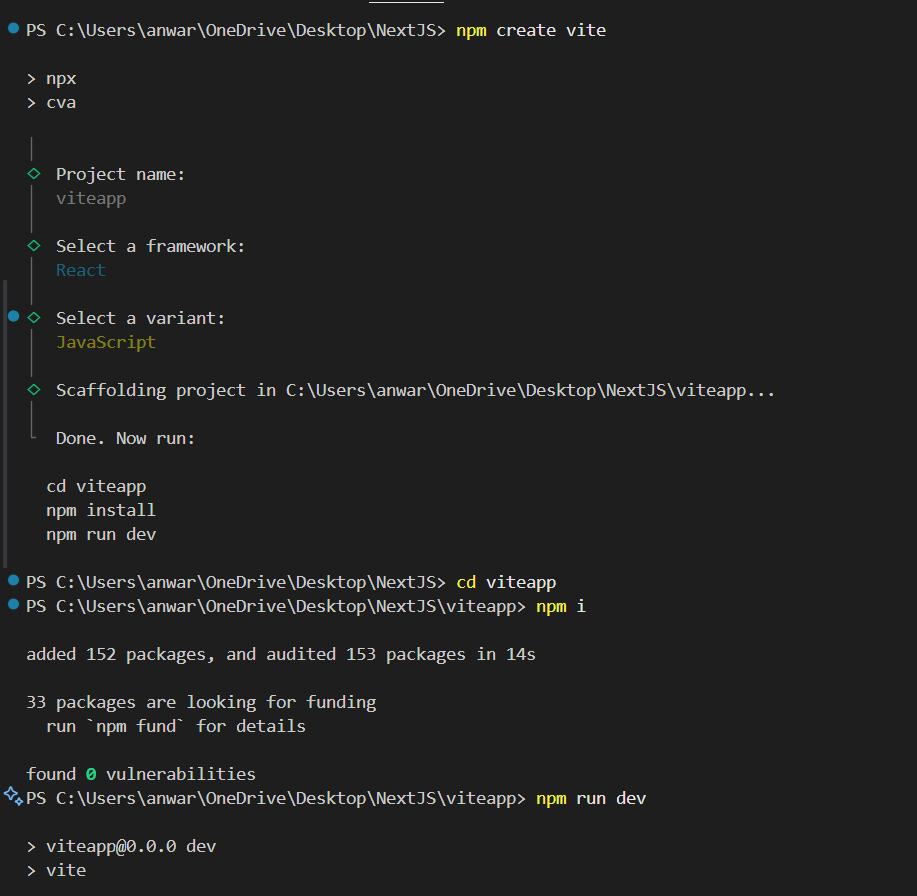 PS C:\Users\anwar\OneDrive\Desktop\NextJS> npm create vite
> npx
> cva
Project name:
viteapp
Select a framework:
React
Select a variant:
JavaScript
Scaffolding project in C:\Users\anwar\OneDrive\Desktop\NextJS\viteapp...
Done. Now run:
cd viteapp
npm install
npm run dev
PS C:\Users\anwar\OneDrive\Desktop\NextJS> cd viteapp
PS C:\Users\anwar\OneDrive\Desktop\NextJS\viteapp> npm i
added 152 packages, and audited 153 packages in 14s
33 packages are looking for funding
run `npm fund` for details
found 0 vulnerabilities
PS C:\Users\anwar\OneDrive\Desktop\NextJS\viteapp> npm run dev
> viteapp@0.0.0 dev
> vite